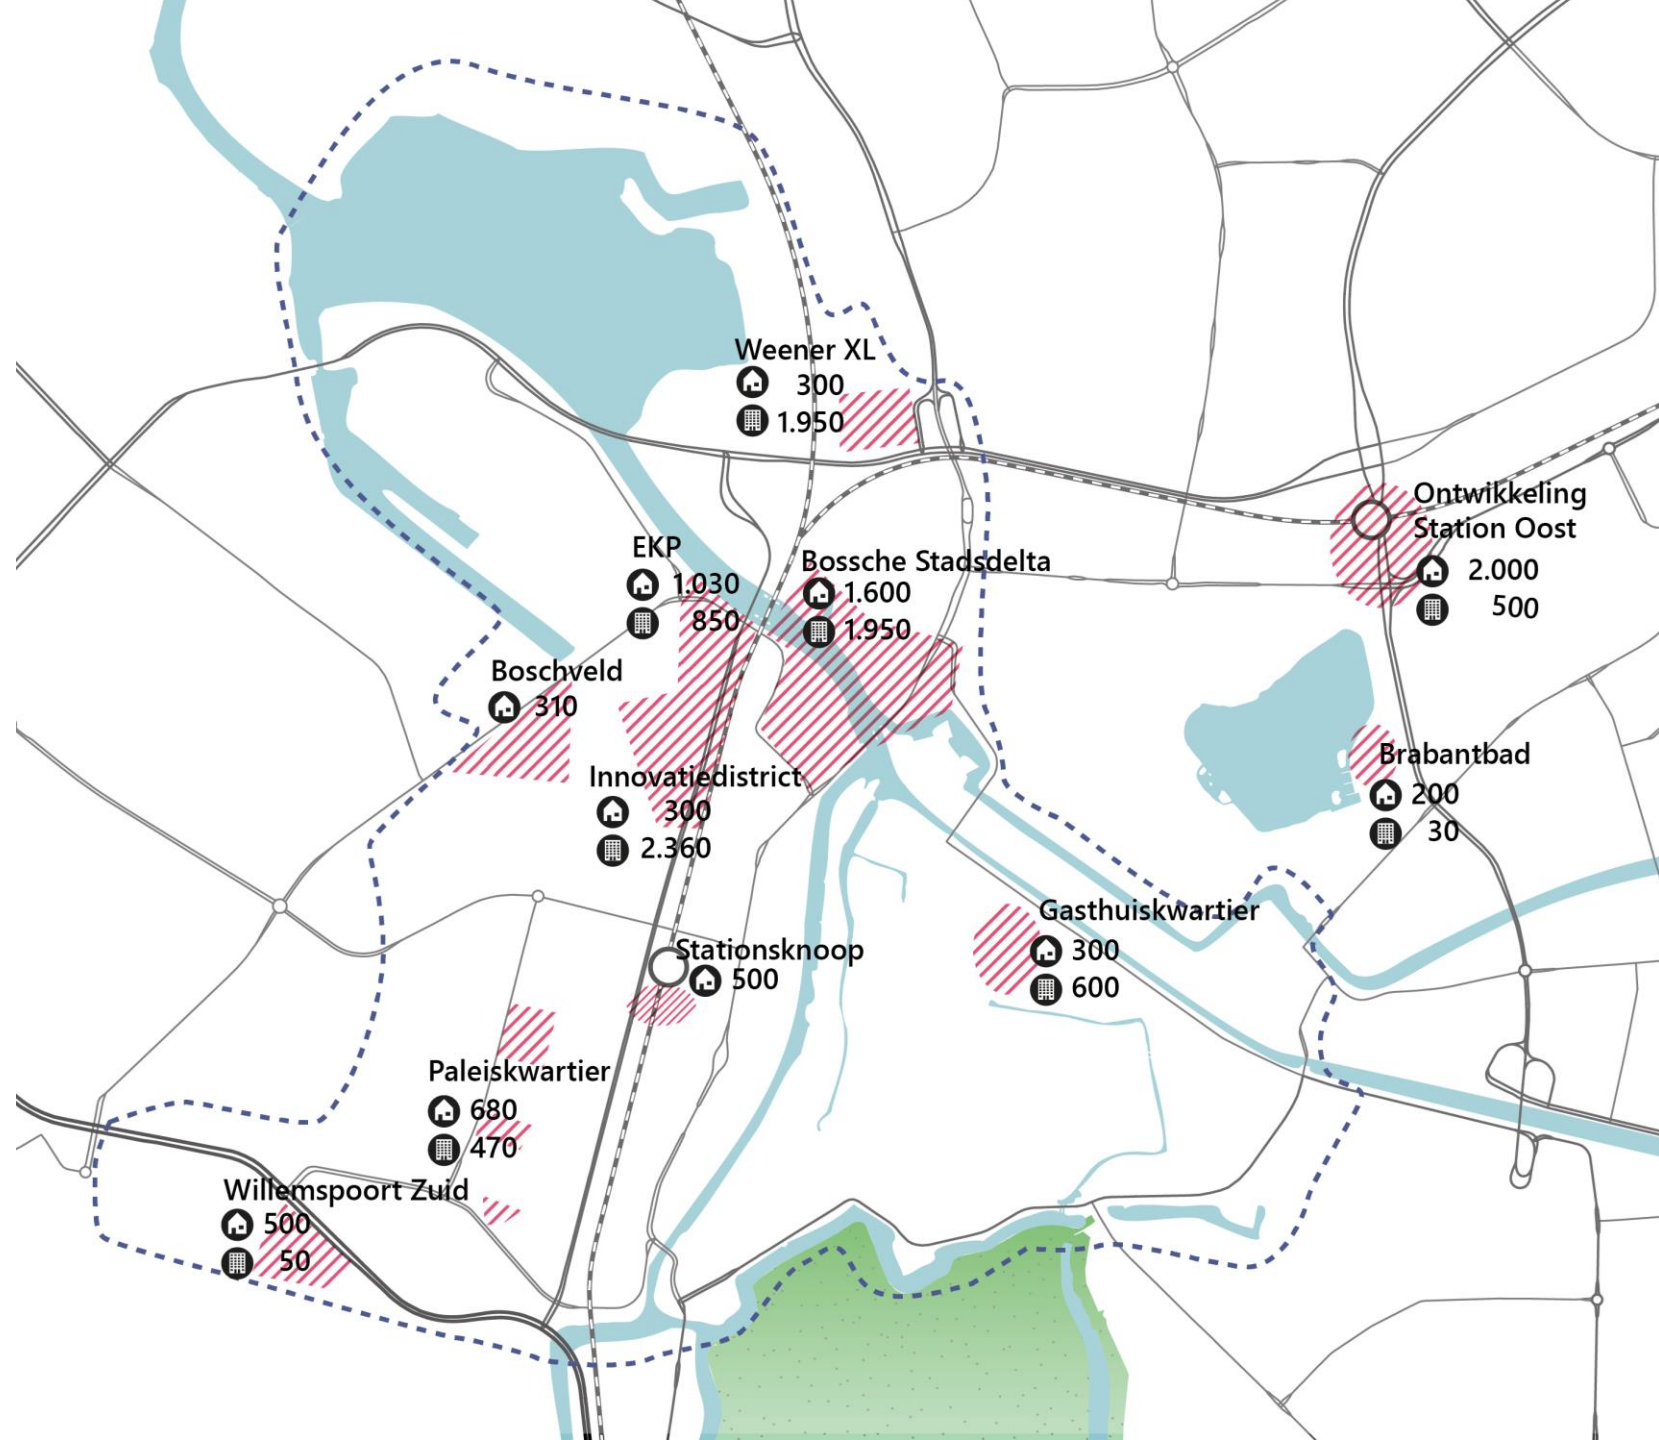 Weener XL
300
1.950
Ontwikkeling
Station Oost
2.000
500
EKP
1.030
850
Bossche Stadsdelta
1.600
1.950
Boschveld
310
Innovatiedistrict
300
2.360
Brabantbad
200
30
Gasthuiskwartier
300
600
Stationsknoop
500
Paleiskwartier
680
470
Willemspoort Zuid
500
50